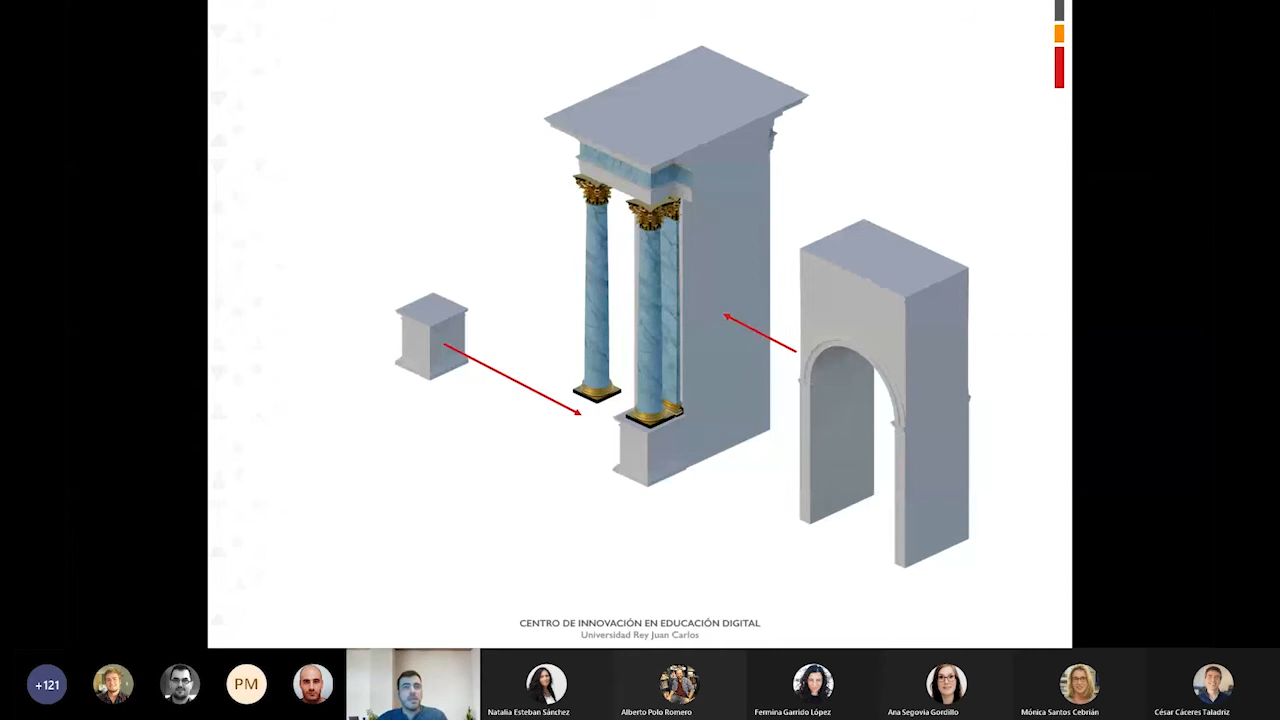 CENTRO DE INNOVACIÓN EN EDUCACIÓN DIGITAL
Universidad Rey Juan Carlos
+121
PM
Natalia Esteban Sánchez
Alberto Polo Romero
Fermina Garrido López
Ana Segovia Gordillo
Mónica Santos Cebrián
César Cáceres Taladriz